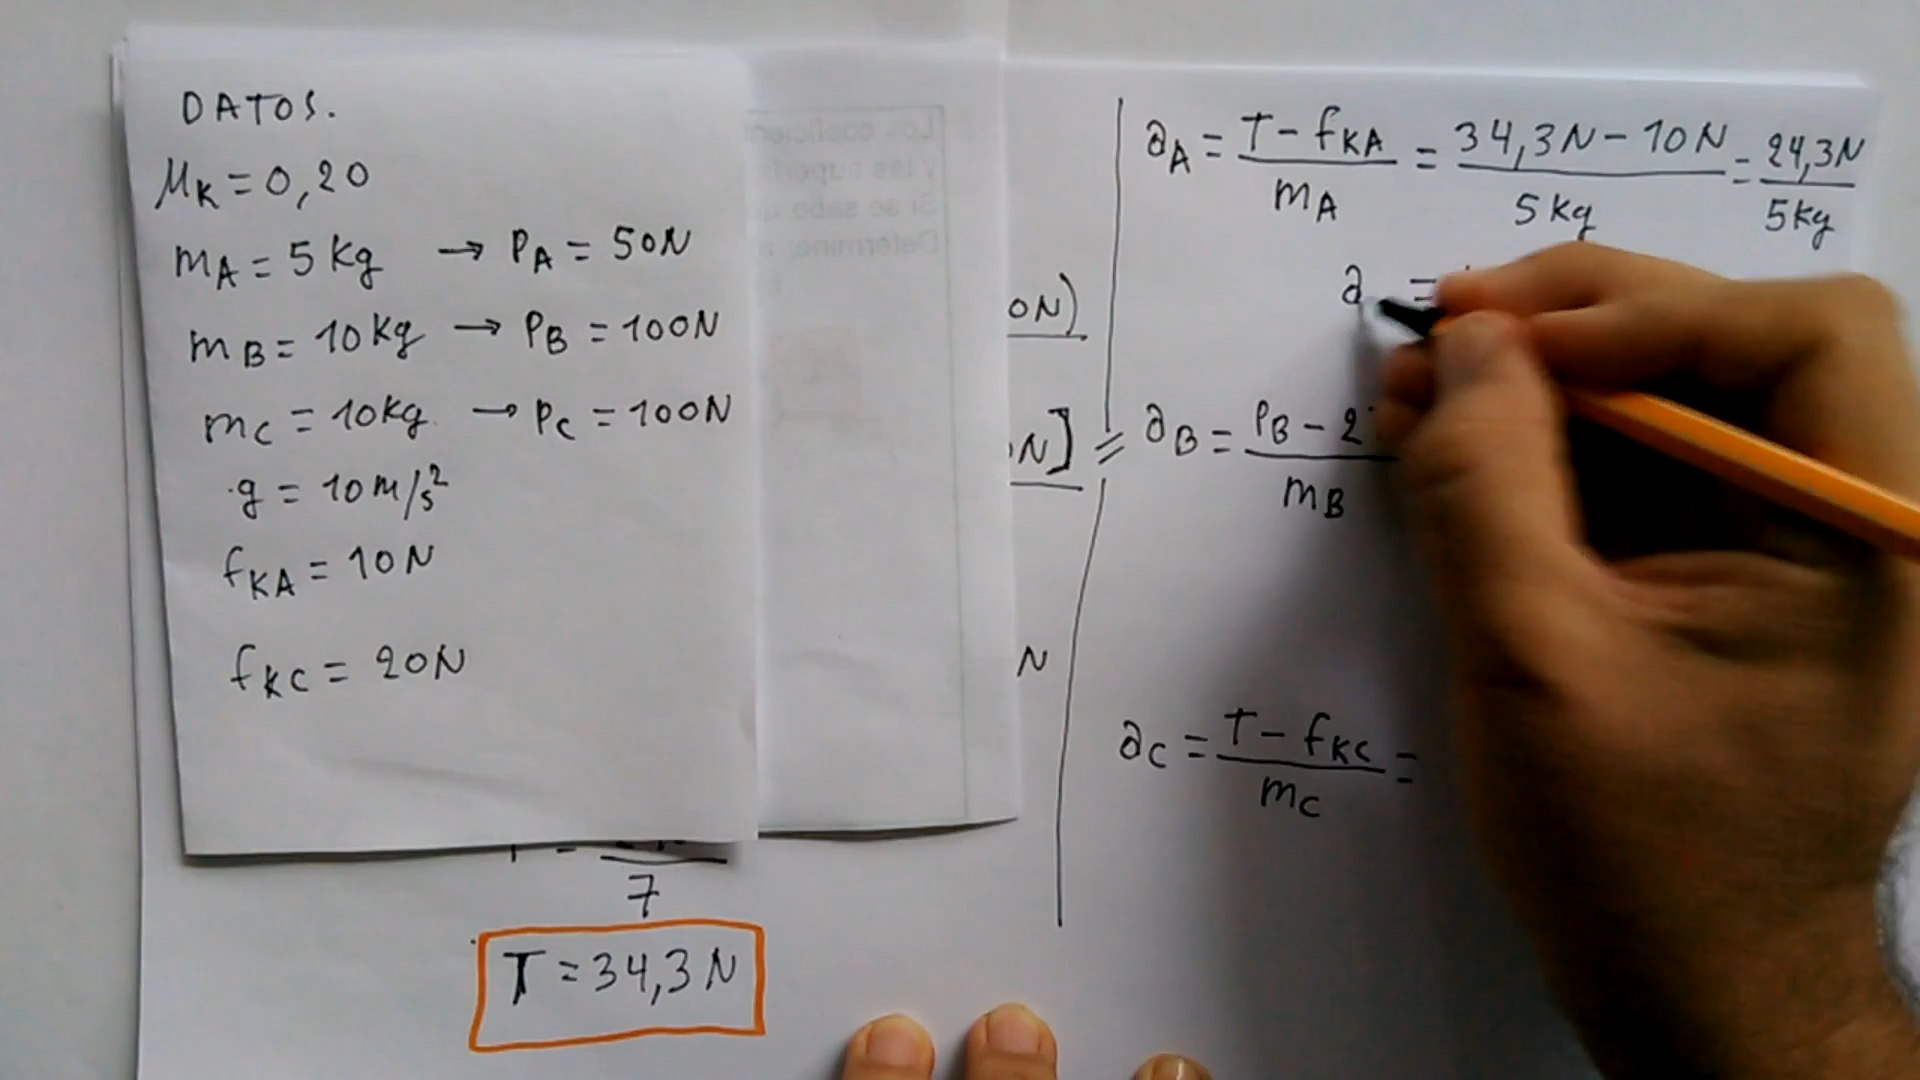 DATOS.
μK = 0,20
mA = 5 Kg → PA = 50N
mB = 10 Kg → PB = 100N
mC = 10 Kg. → PC = 100N
g = 10 m/s²
fKA = 10 N
fKC = 20N
7
T = 34,3 N
0N)
N]
N
aA = (T - fKA)/mA = (34,3N - 10N)/5 kg = 24,3N/5 kg
a =
aB = (PB - 2
mB
aC = (T - fKC)/mC =